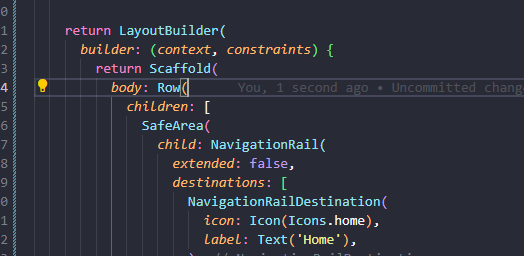 0
1 return LayoutBuilder(
2 builder: (context, constraints) {
3 return Scaffold(
4 body: Row( You, 1 second ago • Uncommitted chang
5 children: [
6 SafeArea(
7 child: NavigationRail(
8 extended: false,
9 destinations: [
0 NavigationRailDestination(
1 icon: Icon(Icons.home),
2 label: Text('Home'),